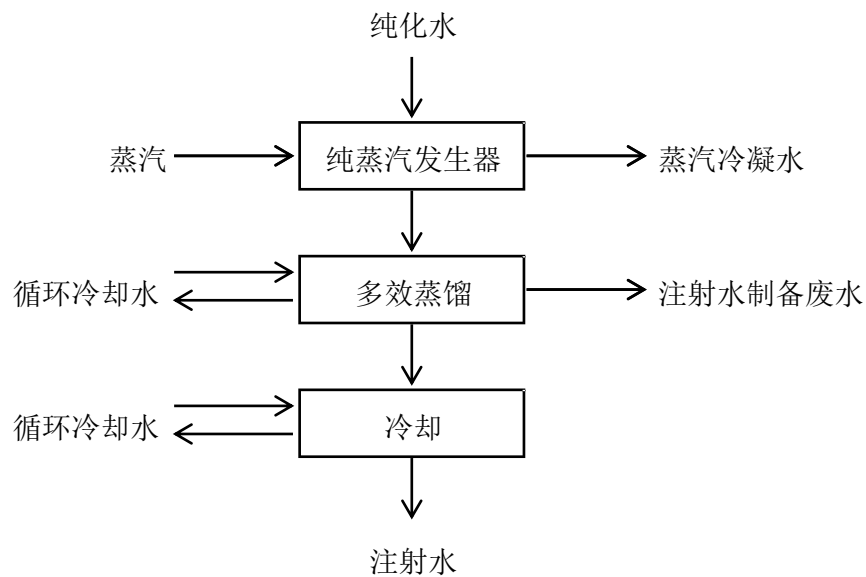 纯化水
蒸汽
纯蒸汽发生器
蒸汽冷凝水
循环冷却水
多效蒸馏
注射水制备废水
循环冷却水
冷却
注射水